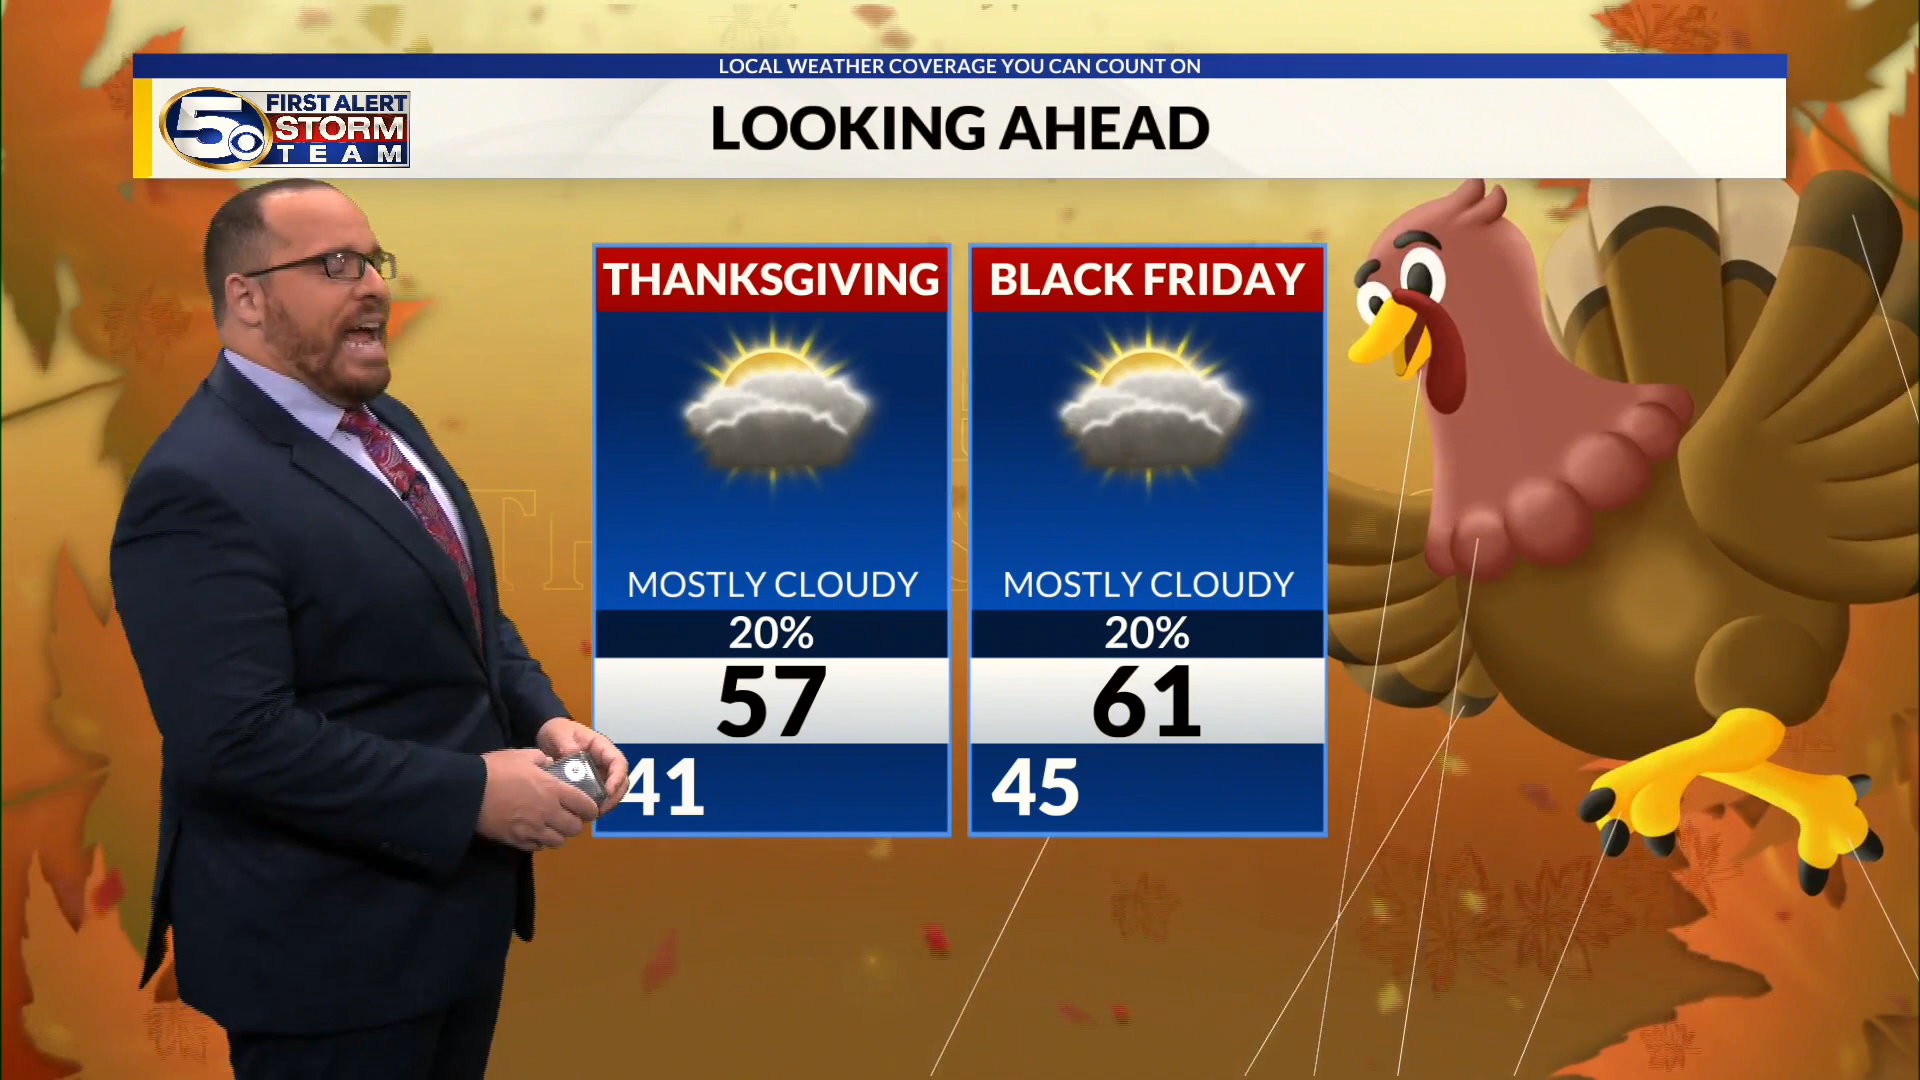 LOCAL WEATHER COVERAGE YOU CAN COUNT ON
5
FIRST ALERT
STORM
TEAM
LOOKING AHEAD
THANKSGIVING
MOSTLY CLOUDY
20%
57
41
BLACK FRIDAY
MOSTLY CLOUDY
20%
61
45